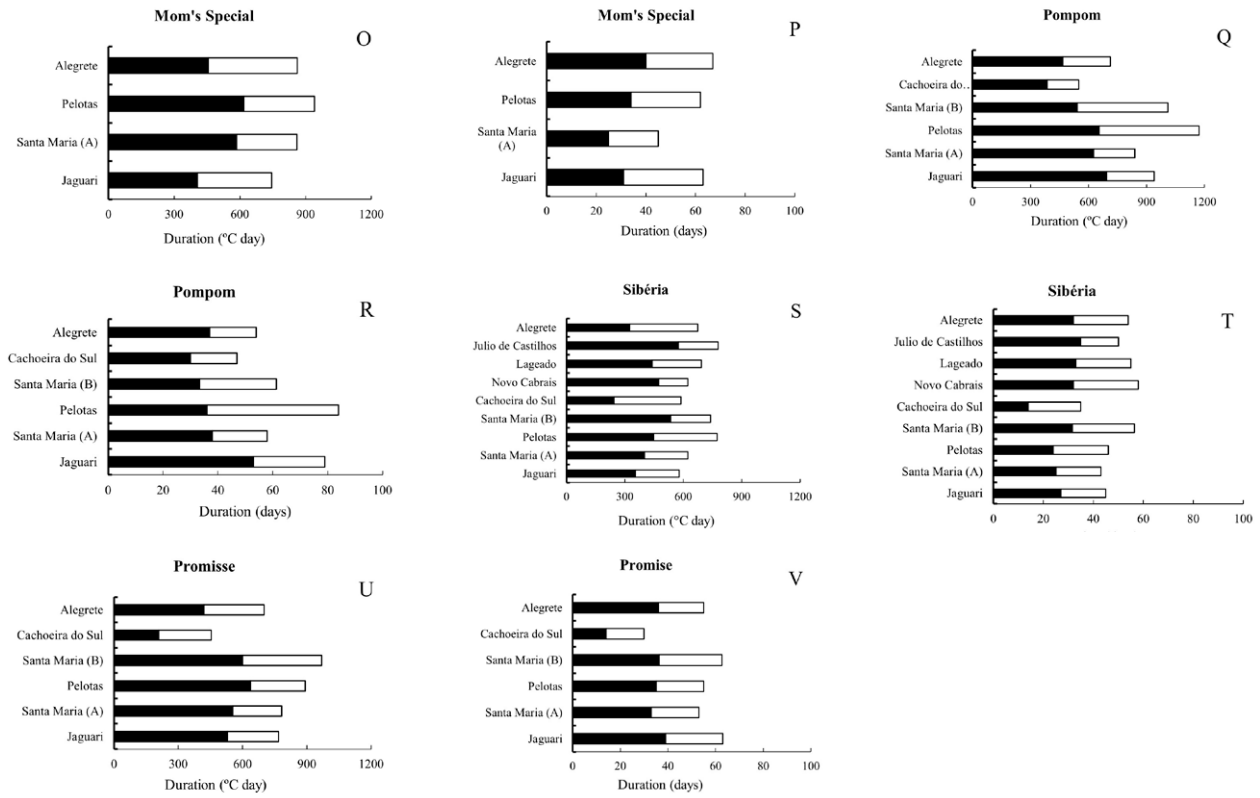 Mom's Special
O
Alegrete
Pelotas
Santa Maria (A)
Jaguari
0 300 600 900 1200
Duration (°C day)
Mom's Special
P
Alegrete
Pelotas
Santa Maria
(A)
Jaguari
0 20 40 60 80 100
Duration (days)
Pompom
Q
Alegrete
Cachoeira do..
Santa Maria (B)
Pelotas
Santa Maria (A)
Jaguari
0 300 600 900 1200
Duration (°C day)
Pompom
R
Alegrete
Cachoeira do Sul
Santa Maria (B)
Pelotas
Santa Maria (A)
Jaguari
0 20 40 60 80 100
Duration (days)
Sibéria
S
Alegrete
Julio de Castilhos
Lageado
Novo Cabrais
Cachoeira do Sul
Santa Maria (B)
Pelotas
Santa Maria (A)
Jaguari
0 300 600 900 1200
Duration (°C day)
Sibéria
T
Alegrete
Julio de Castilhos
Lageado
Novo Cabrais
Cachoeira do Sul
Santa Maria (B)
Pelotas
Santa Maria (A)
Jaguari
0 20 40 60 80 100
Promisse
U
Alegrete
Cachoeira do Sul
Santa Maria (B)
Pelotas
Santa Maria (A)
Jaguari
0 300 600 900 1200
Duration (°C day)
Promise
V
Alegrete
Cachoeira do Sul
Santa Maria (B)
Pelotas
Santa Maria (A)
Jaguari
0 20 40 60 80 100
Duration (days)